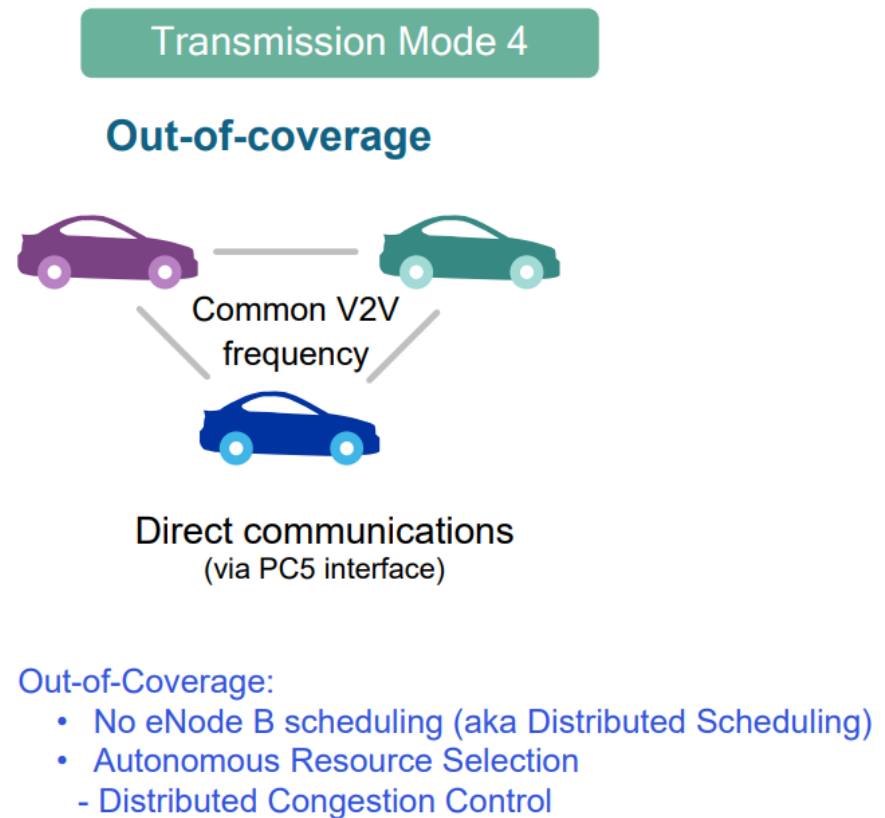 Transmission Mode 4
Out-of-coverage
Common V2V
frequency
Direct communications
(via PC5 interface)
Out-of-Coverage:
• No eNode B scheduling (aka Distributed Scheduling)
• Autonomous Resource Selection
- Distributed Congestion Control